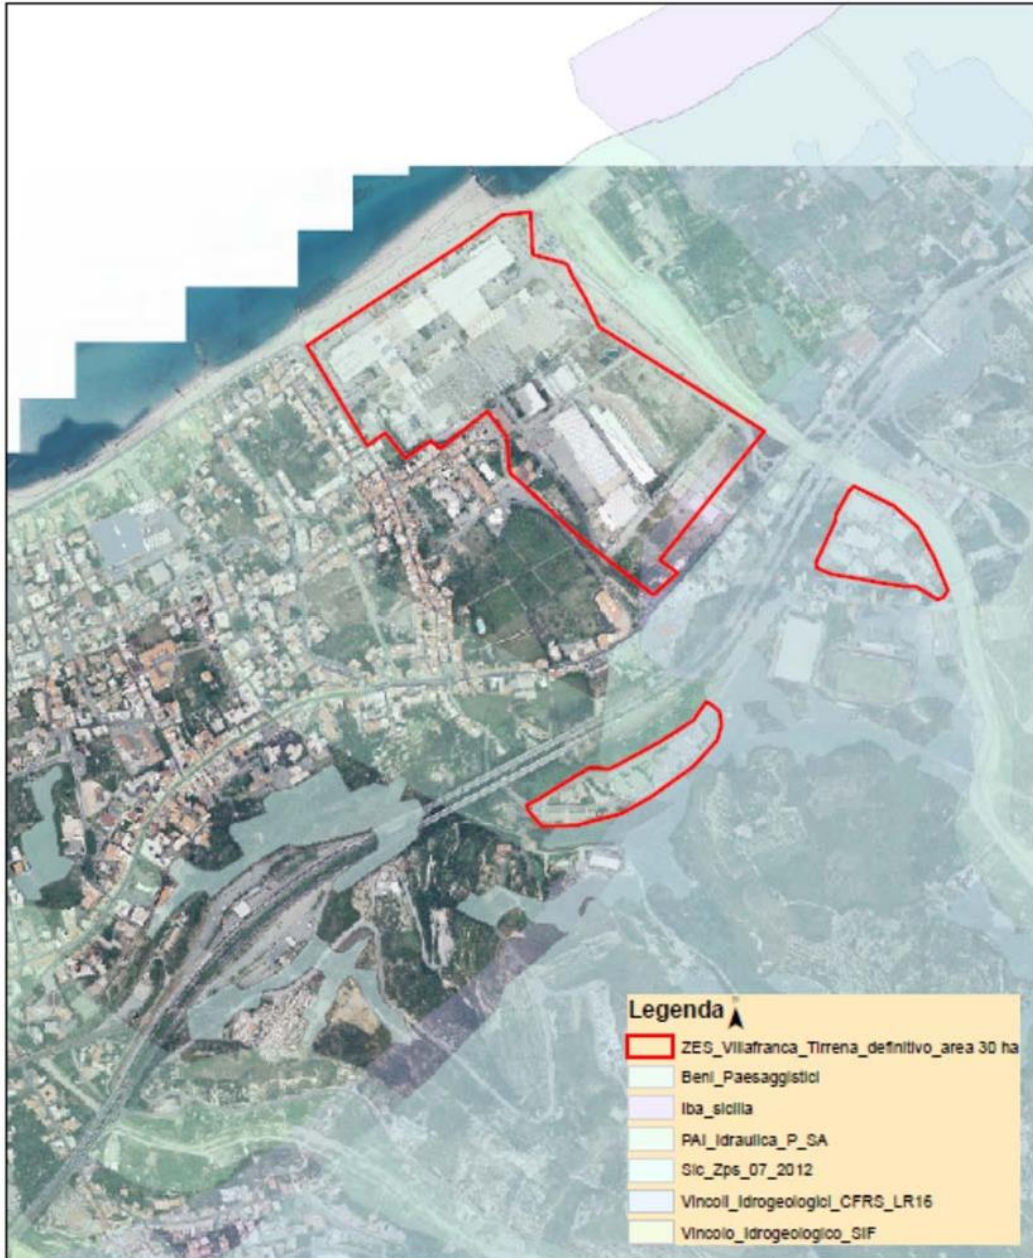 Legenda
ZES_Villafranca_Tirrena_definitivo_area 30 ha
Beni_Paesaggistici
Iba_sicilia
PAI_Idraulica_P_SA
Sic_Zps_07_2012
Vincoli_Idrogeologici_CFRS_LR16
Vincolo_Idrogeologico_SIF